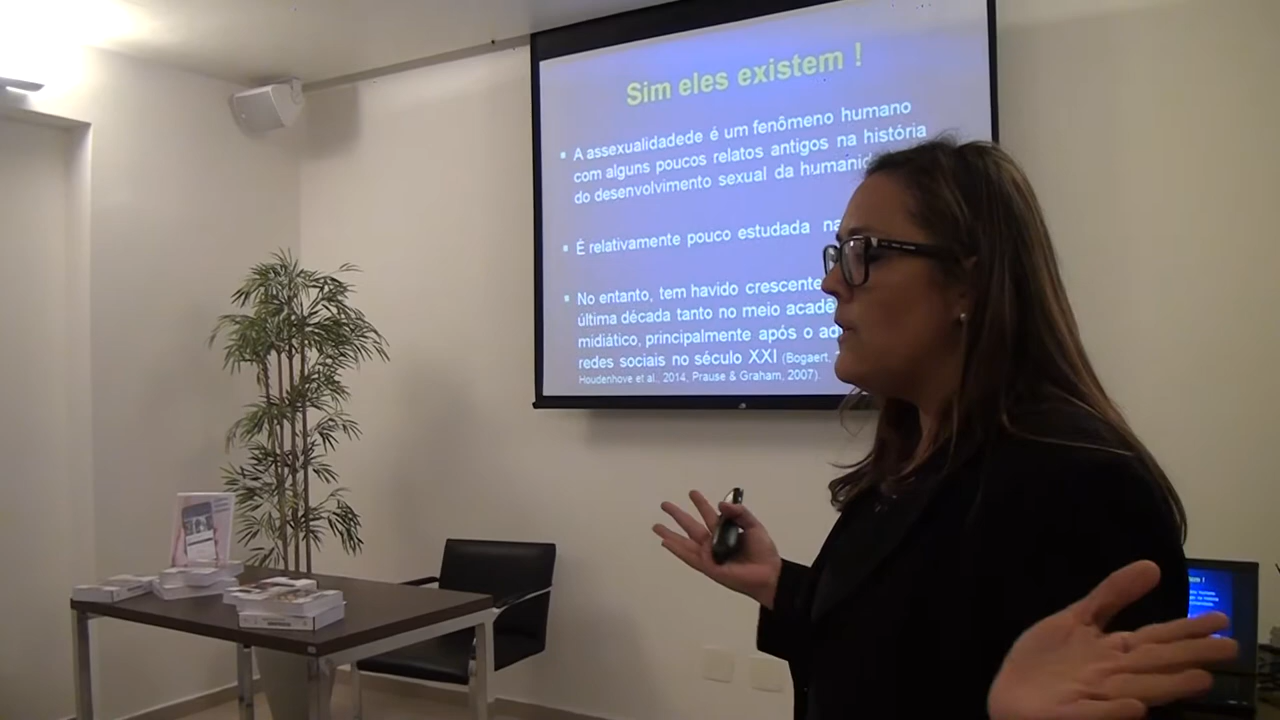 Sim eles existem !
▪ A assexualidadede é um fenômeno humano
com alguns poucos relatos antigos na história
do desenvolvimento sexual da
▪ É relativamente pouco estudada
▪ No entanto, tem havido crescente
última década tanto no meio
midiático, principalmente após o
redes sociais no século XXI (Bogaert,
Houdenhove et al., 2014, Prause & Graham, 2007).